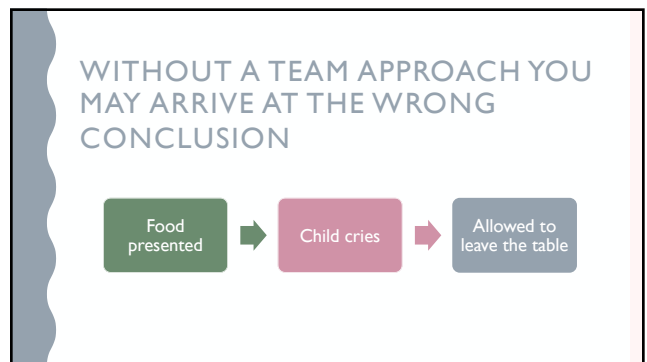 WITHOUT A TEAM APPROACH YOU
MAY ARRIVE AT THE WRONG
CONCLUSION
Food
presented
Child cries
Allowed to
leave the table